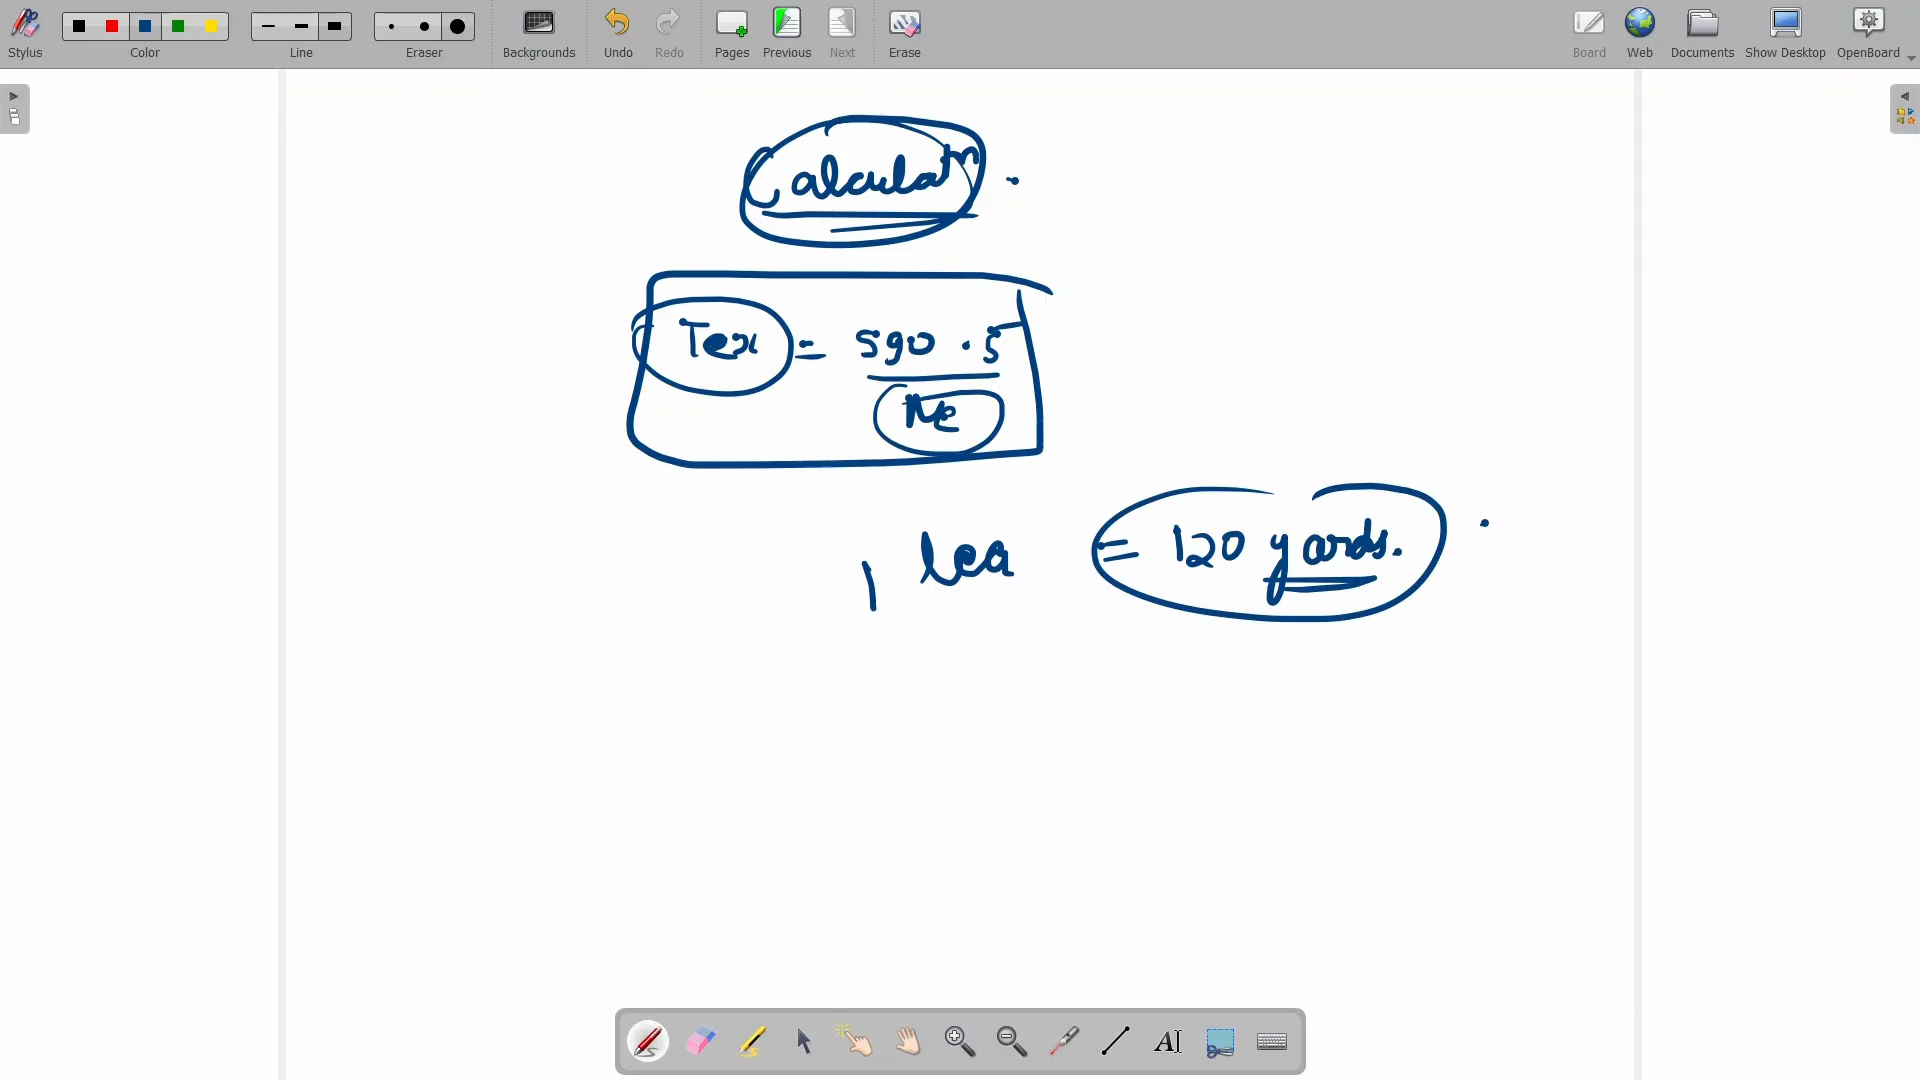 Stylus Color Line Eraser Backgrounds Undo Redo Pages Previous Next Erase Board Web Documents Show Desktop OpenBoard
Calculatn.
Tex = 590.5
Ne
1 lea = 120 yards.